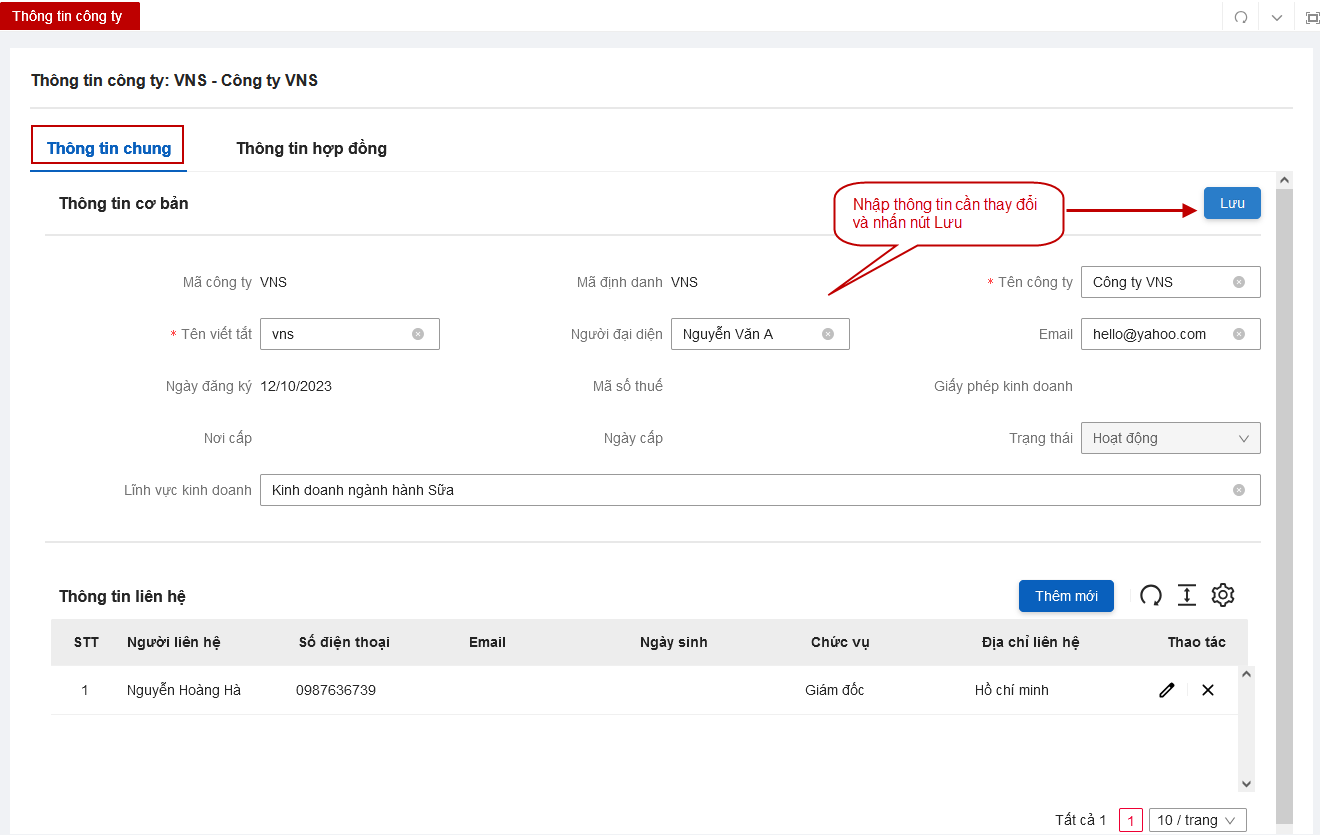 Thông tin công ty
Thông tin công ty: VNS - Công ty VNS
Thông tin chung
Thông tin hợp đồng
Thông tin cơ bản
Nhập thông tin cần thay đổi
và nhấn nút Lưu
Lưu
Mã công ty VNS
Mã định danh VNS
* Tên công ty Công ty VNS
* Tên viết tắt vns
Người đại diện Nguyễn Văn A
Email hello@yahoo.com
Ngày đăng ký 12/10/2023
Mã số thuế
Giấy phép kinh doanh
Nơi cấp
Ngày cấp
Trạng thái Hoạt động
Lĩnh vực kinh doanh Kinh doanh ngành hành Sữa
Thông tin liên hệ
Thêm mới
STT Người liên hệ Số điện thoại Email Ngày sinh Chức vụ Địa chỉ liên hệ Thao tác
1 Nguyễn Hoàng Hà 0987636739 Giám đốc Hồ chí minh
Tất cả 1 1 10 / trang